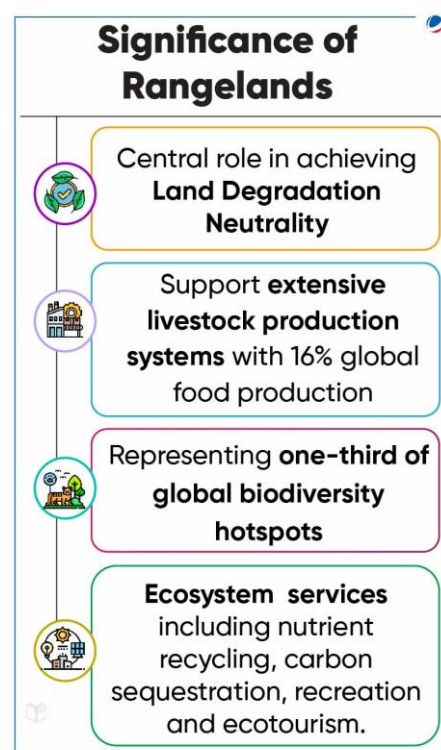 Significance of
Rangelands
Central role in achieving
Land Degradation
Neutrality
Support extensive
livestock production
systems with 16% global
food production
Representing one-third of
global biodiversity
hotspots
Ecosystem services
including nutrient
recycling, carbon
sequestration, recreation
and ecotourism.